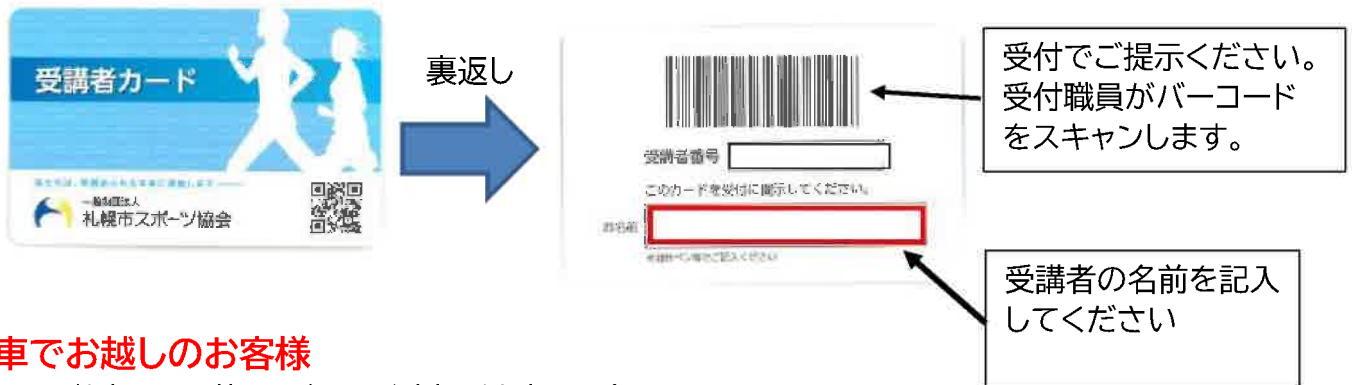 受講者カード
一般財団法人
札幌市スポーツ協会
裏返し
受講者番号
このカードを受付に提示してください。
お名前
受付でご提示ください。
受付職員がバーコード
をスキャンします。
受講者の名前を記入
してください
車でお越しのお客様